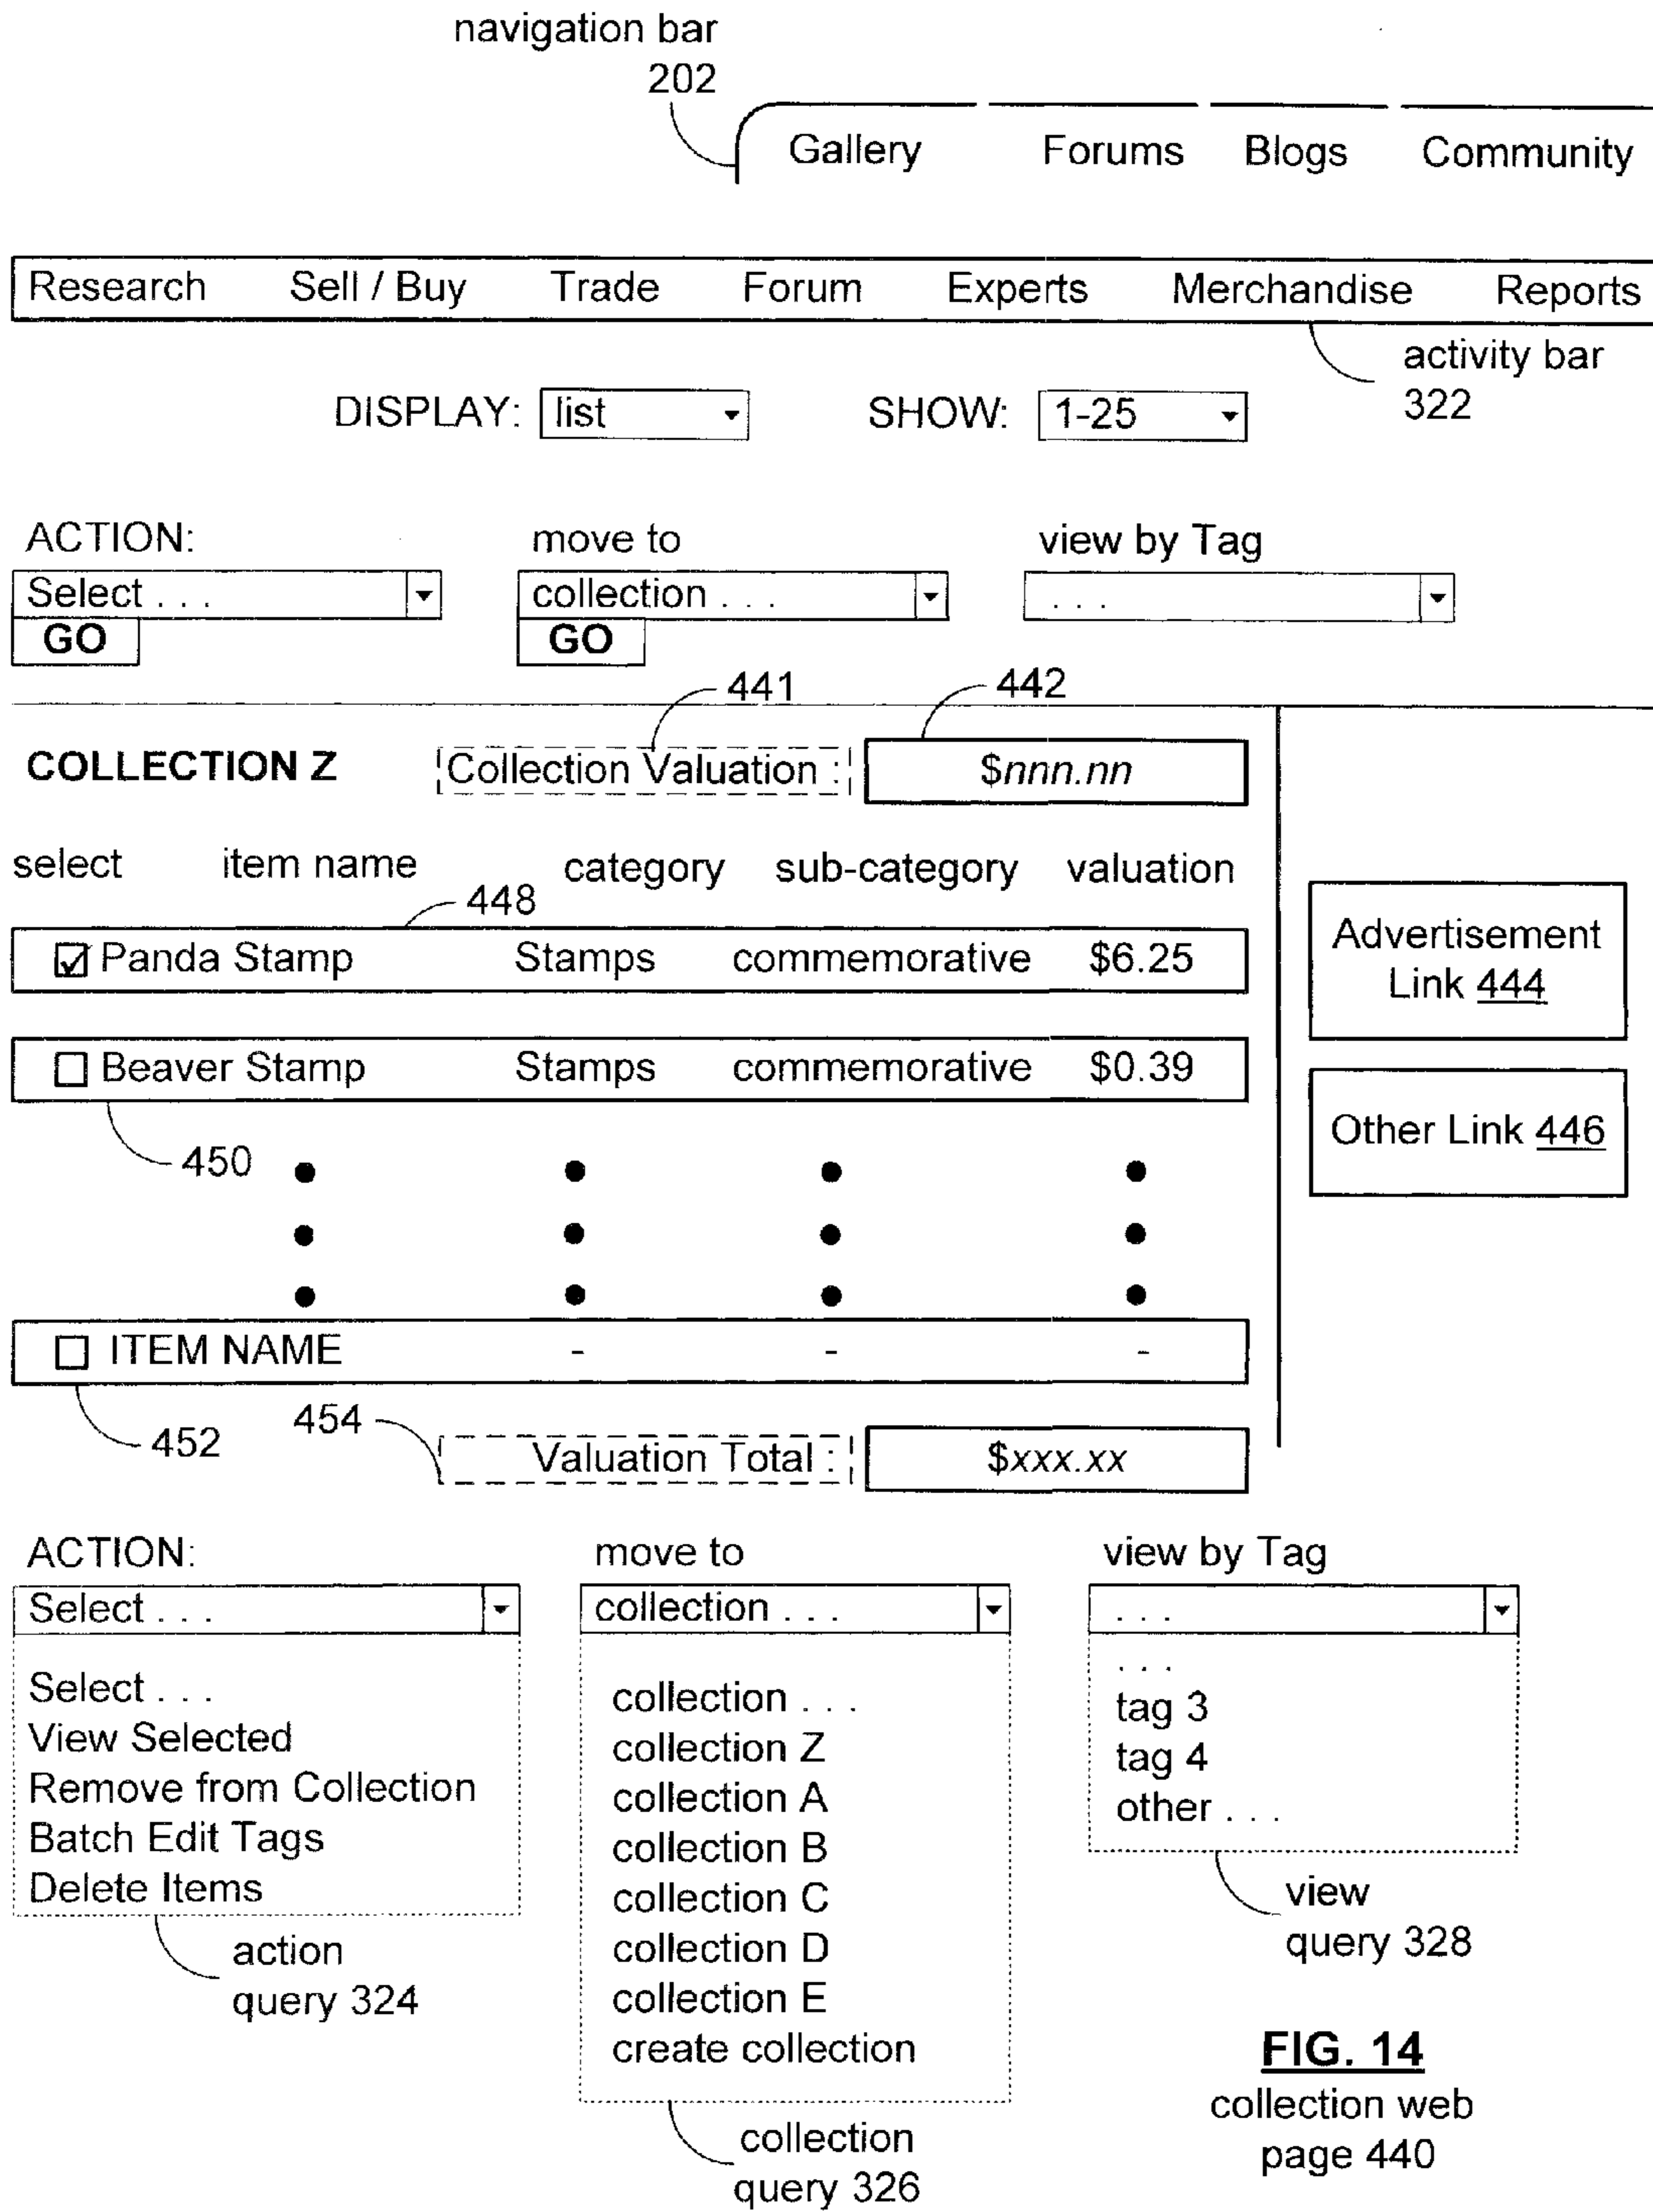 navigation bar
202
Gallery Forums Blogs Community
Research Sell / Buy Trade Forum Experts Merchandise Reports
activity bar
322
DISPLAY: list SHOW: 1-25
ACTION: move to view by Tag
Select . . . collection . . . . . .
GO GO
441 442
COLLECTION Z Collection Valuation : $nnn.nn
select item name category sub-category valuation
448
Panda Stamp Stamps commemorative $6.25
Advertisement
Link 444
Beaver Stamp Stamps commemorative $0.39
Other Link 446
450
ITEM NAME - - -
452
454
Valuation Total : $xxx.xx
ACTION: move to view by Tag
Select . . . collection . . . . . .
Select . . .
View Selected
Remove from Collection
Batch Edit Tags
Delete Items
action
query 324
collection . . .
collection Z
collection A
collection B
collection C
collection D
collection E
create collection
collection
query 326
. . .
tag 3
tag 4
other . . .
view
query 328
FIG. 14
collection web
page 440